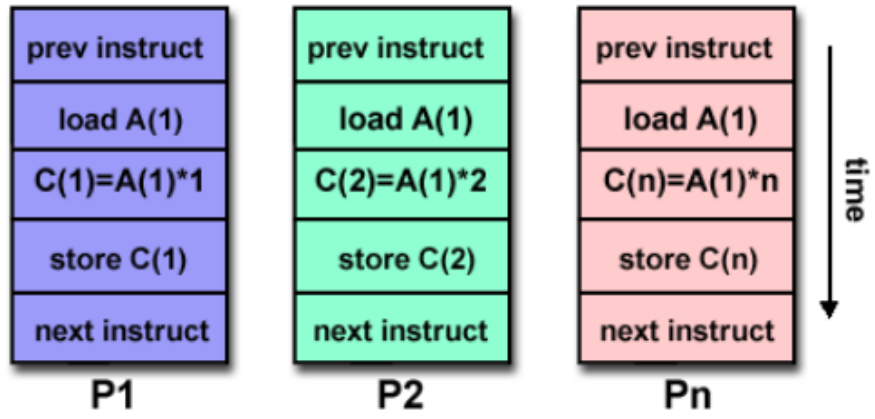 prev instruct
load A(1)
C(1)=A(1)*1
store C(1)
next instruct
P1
prev instruct
load A(1)
C(2)=A(1)*2
store C(2)
next instruct
P2
prev instruct
load A(1)
C(n)=A(1)*n
store C(n)
next instruct
Pn
time